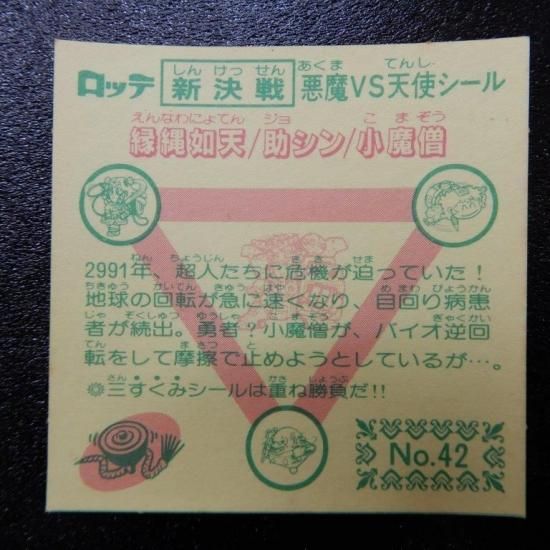 ロッテ 新決戦 悪魔VS天使シール
縁縄如天/助シン/小魔僧
2991年、超人たちに危機が迫っていた！
地球の回転が急に速くなり、目回り病患
者が続出。勇者？小魔僧が、バイオ逆回
転をして摩擦で止めようとしているが…。
◎三すくみシールは重ね勝負だ!!
No.42